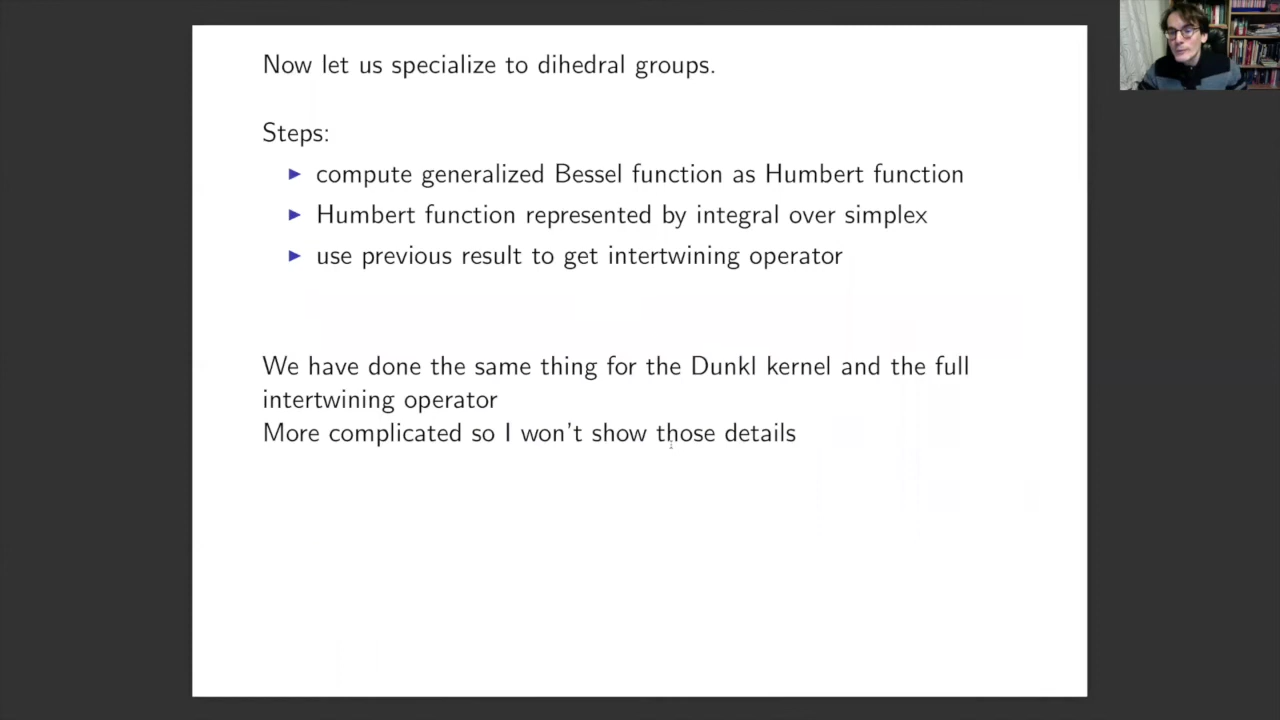 Now let us specialize to dihedral groups.
Steps:
▶ compute generalized Bessel function as Humbert function
▶ Humbert function represented by integral over simplex
▶ use previous result to get intertwining operator
We have done the same thing for the Dunkl kernel and the full
intertwining operator
More complicated so I won't show those details